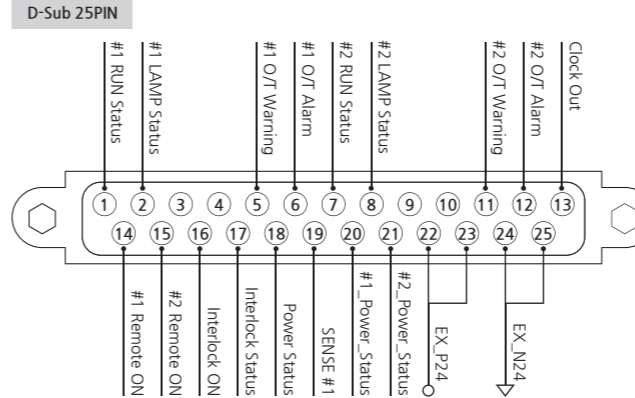 D-Sub 25PIN
#1 RUN Status
#1 LAMP Status
#1 O/T Warning
#1 O/T Alarm
#2 RUN Status
#2 LAMP Status
#2 O/T Warning
#2 O/T Alarm
Clock Out
1 2 3 4 5 6 7 8 9 10 11 12 13
14 15 16 17 18 19 20 21 22 23 24 25
#1 Remote ON
#2 Remote ON
Interlock ON
Interlock Status
Power Status
SENSE #1
#1_Power_Status
#2_Power_Status
EX_P24
EX_N24